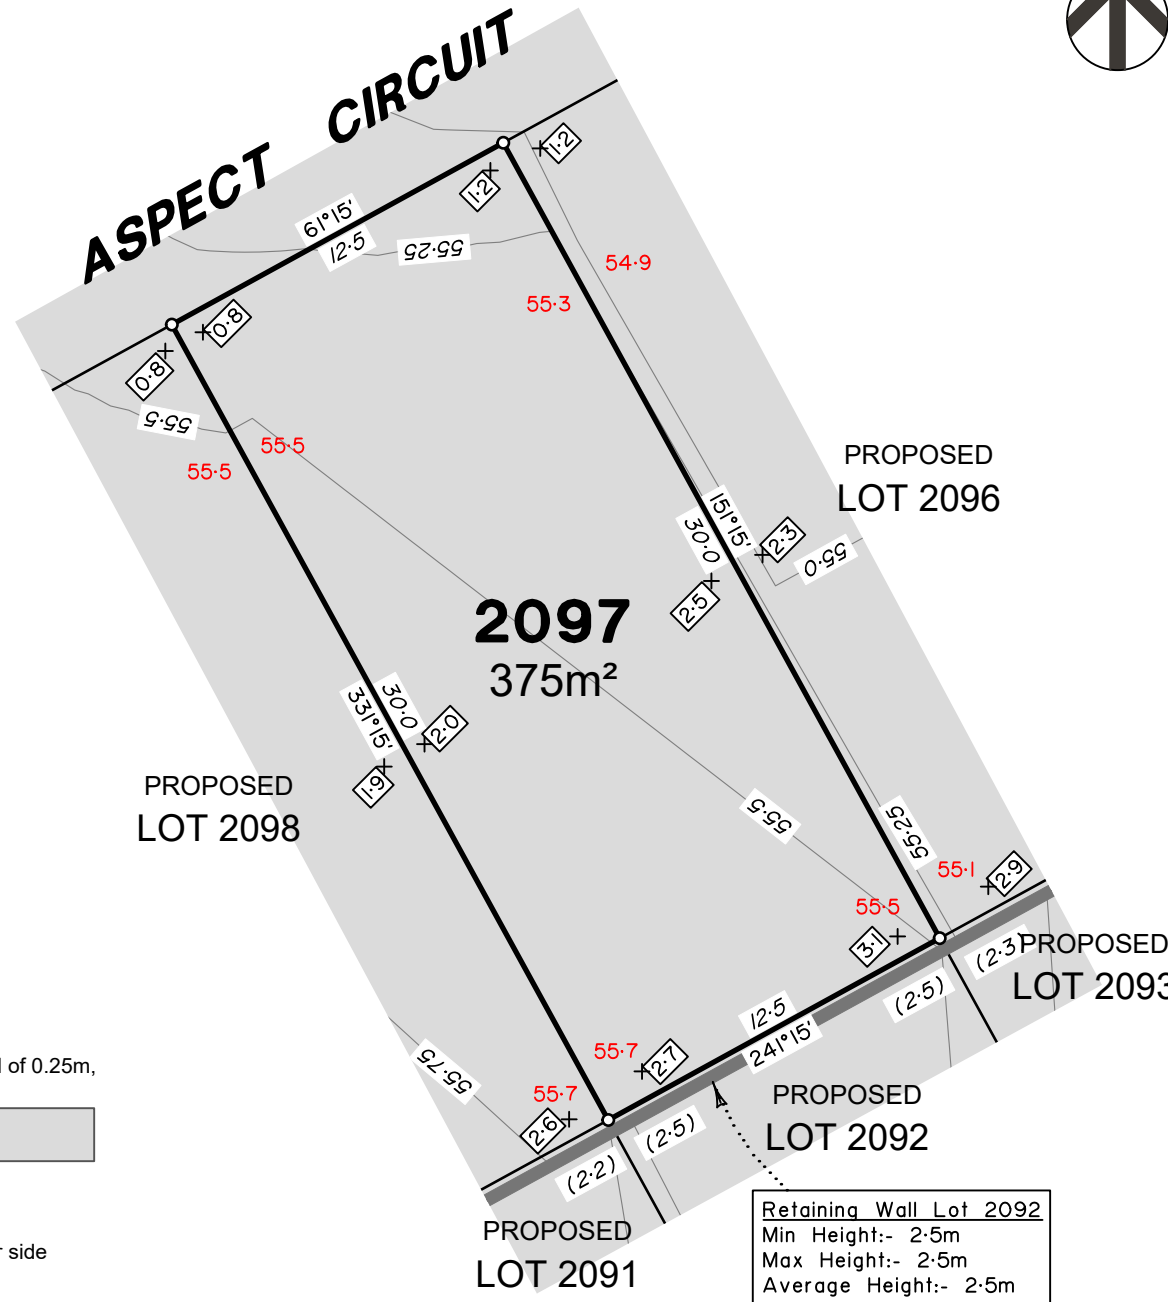 ASPECT CIRCUIT
1·2
1·2
61°15'
12·5
55·25
54·9
55·3
0·8
0·8
55·5
55·5
55·5
PROPOSED
LOT 2096
151°15'
30·0
2·3
55·0
2·5
2097
375m²
331°15'
30·0
2·0
1·9
PROPOSED
LOT 2098
55·5
55·25
55·1
2·9
55·5
3·1
(2·3)
PROPOSED
LOT 2093
(2·5)
12·5
241°15'
55·7
2·7
55·75
55·7
2·6
(2·5)
(2·2)
PROPOSED
LOT 2092
of 0.25m,
side
PROPOSED
LOT 2091
Retaining Wall Lot 2092
Min Height:- 2·5m
Max Height:- 2·5m
Average Height:- 2·5m